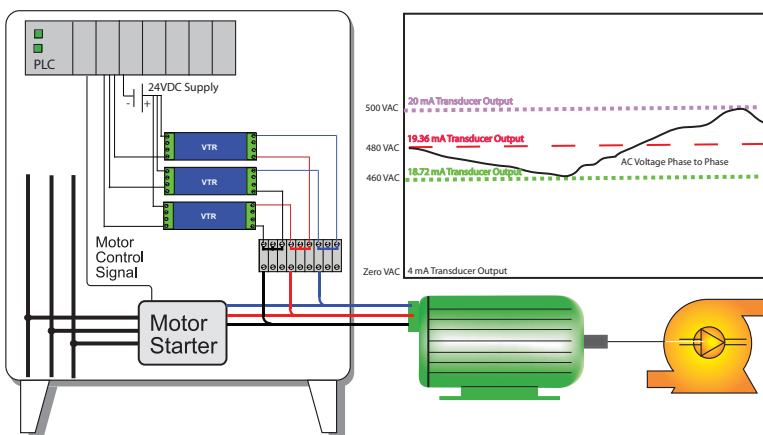 PLC
24VDC Supply
- +
VTR
VTR
VTR
Motor
Control
Signal
Motor
Starter
500 VAC
20 mA Transducer Output
480 VAC
19.36 mA Transducer Output
AC Voltage Phase to Phase
460 VAC
18.72 mA Transducer Output
Zero VAC
4 mA Transducer Output